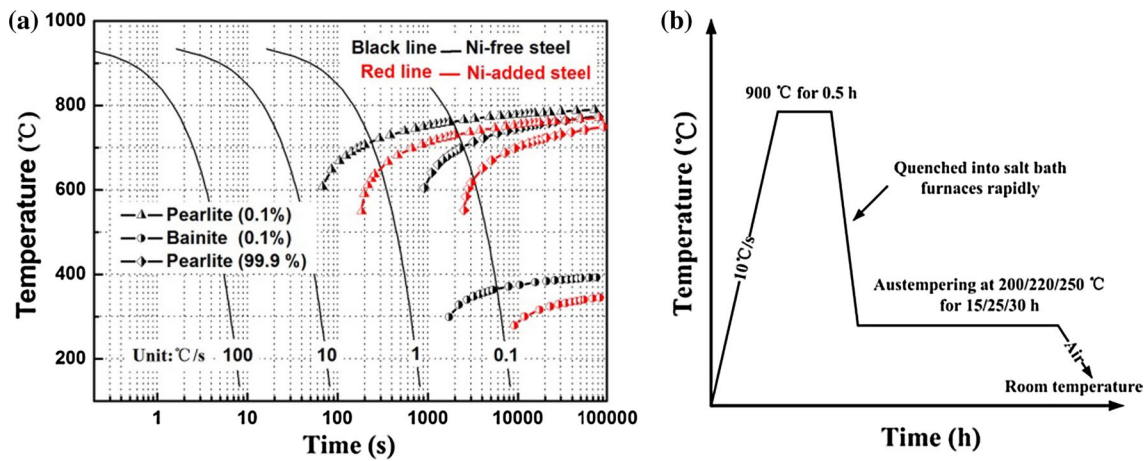 (a)
1000
800
600
400
200
Temperature (℃)
Black line — Ni-free steel
Red line — Ni-added steel
Pearlite (0.1%)
Bainite (0.1%)
Pearlite (99.9 %)
Unit:℃/s 100 10 1 0.1
1 10 100 1000 10000 100000
Time (s)
(b)
Temperature (℃)
900 ℃ for 0.5 h
10℃/s
Quenched into salt bath
furnaces rapidly
Austempering at 200/220/250 ℃
for 15/25/30 h
Air
Room temperature
Time (h)